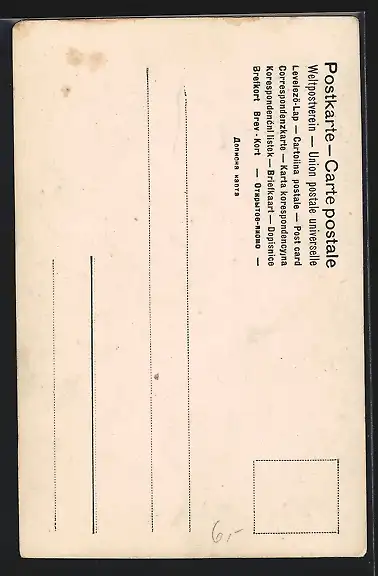 Postkarte — Carte postale
Weltpostverein — Union postale universelle
Levelező-Lap — Cartolina postale — Post card
Correspondenzkarte — Karta korespondencyjna
Korespondenční lístek — Briefkaart — Dopisnice
Brefkort Brev-Kort — Открытое-письмо —
Дописна карта
6,-